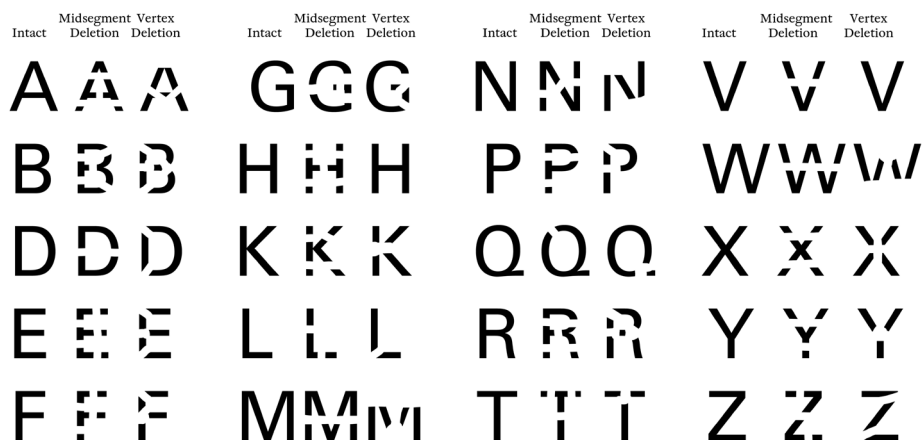 Midsegment Vertex Midsegment Vertex Midsegment Vertex Midsegment Vertex
Intact Deletion Deletion Intact Deletion Deletion Intact Deletion Deletion Intact Deletion Deletion
A A A G G G N N N V V V
B B B H H H P P P W W W
D D D K K K Q Q Q X X X
E E E L L L R R R Y Y Y
F F F M M M T T T Z Z Z